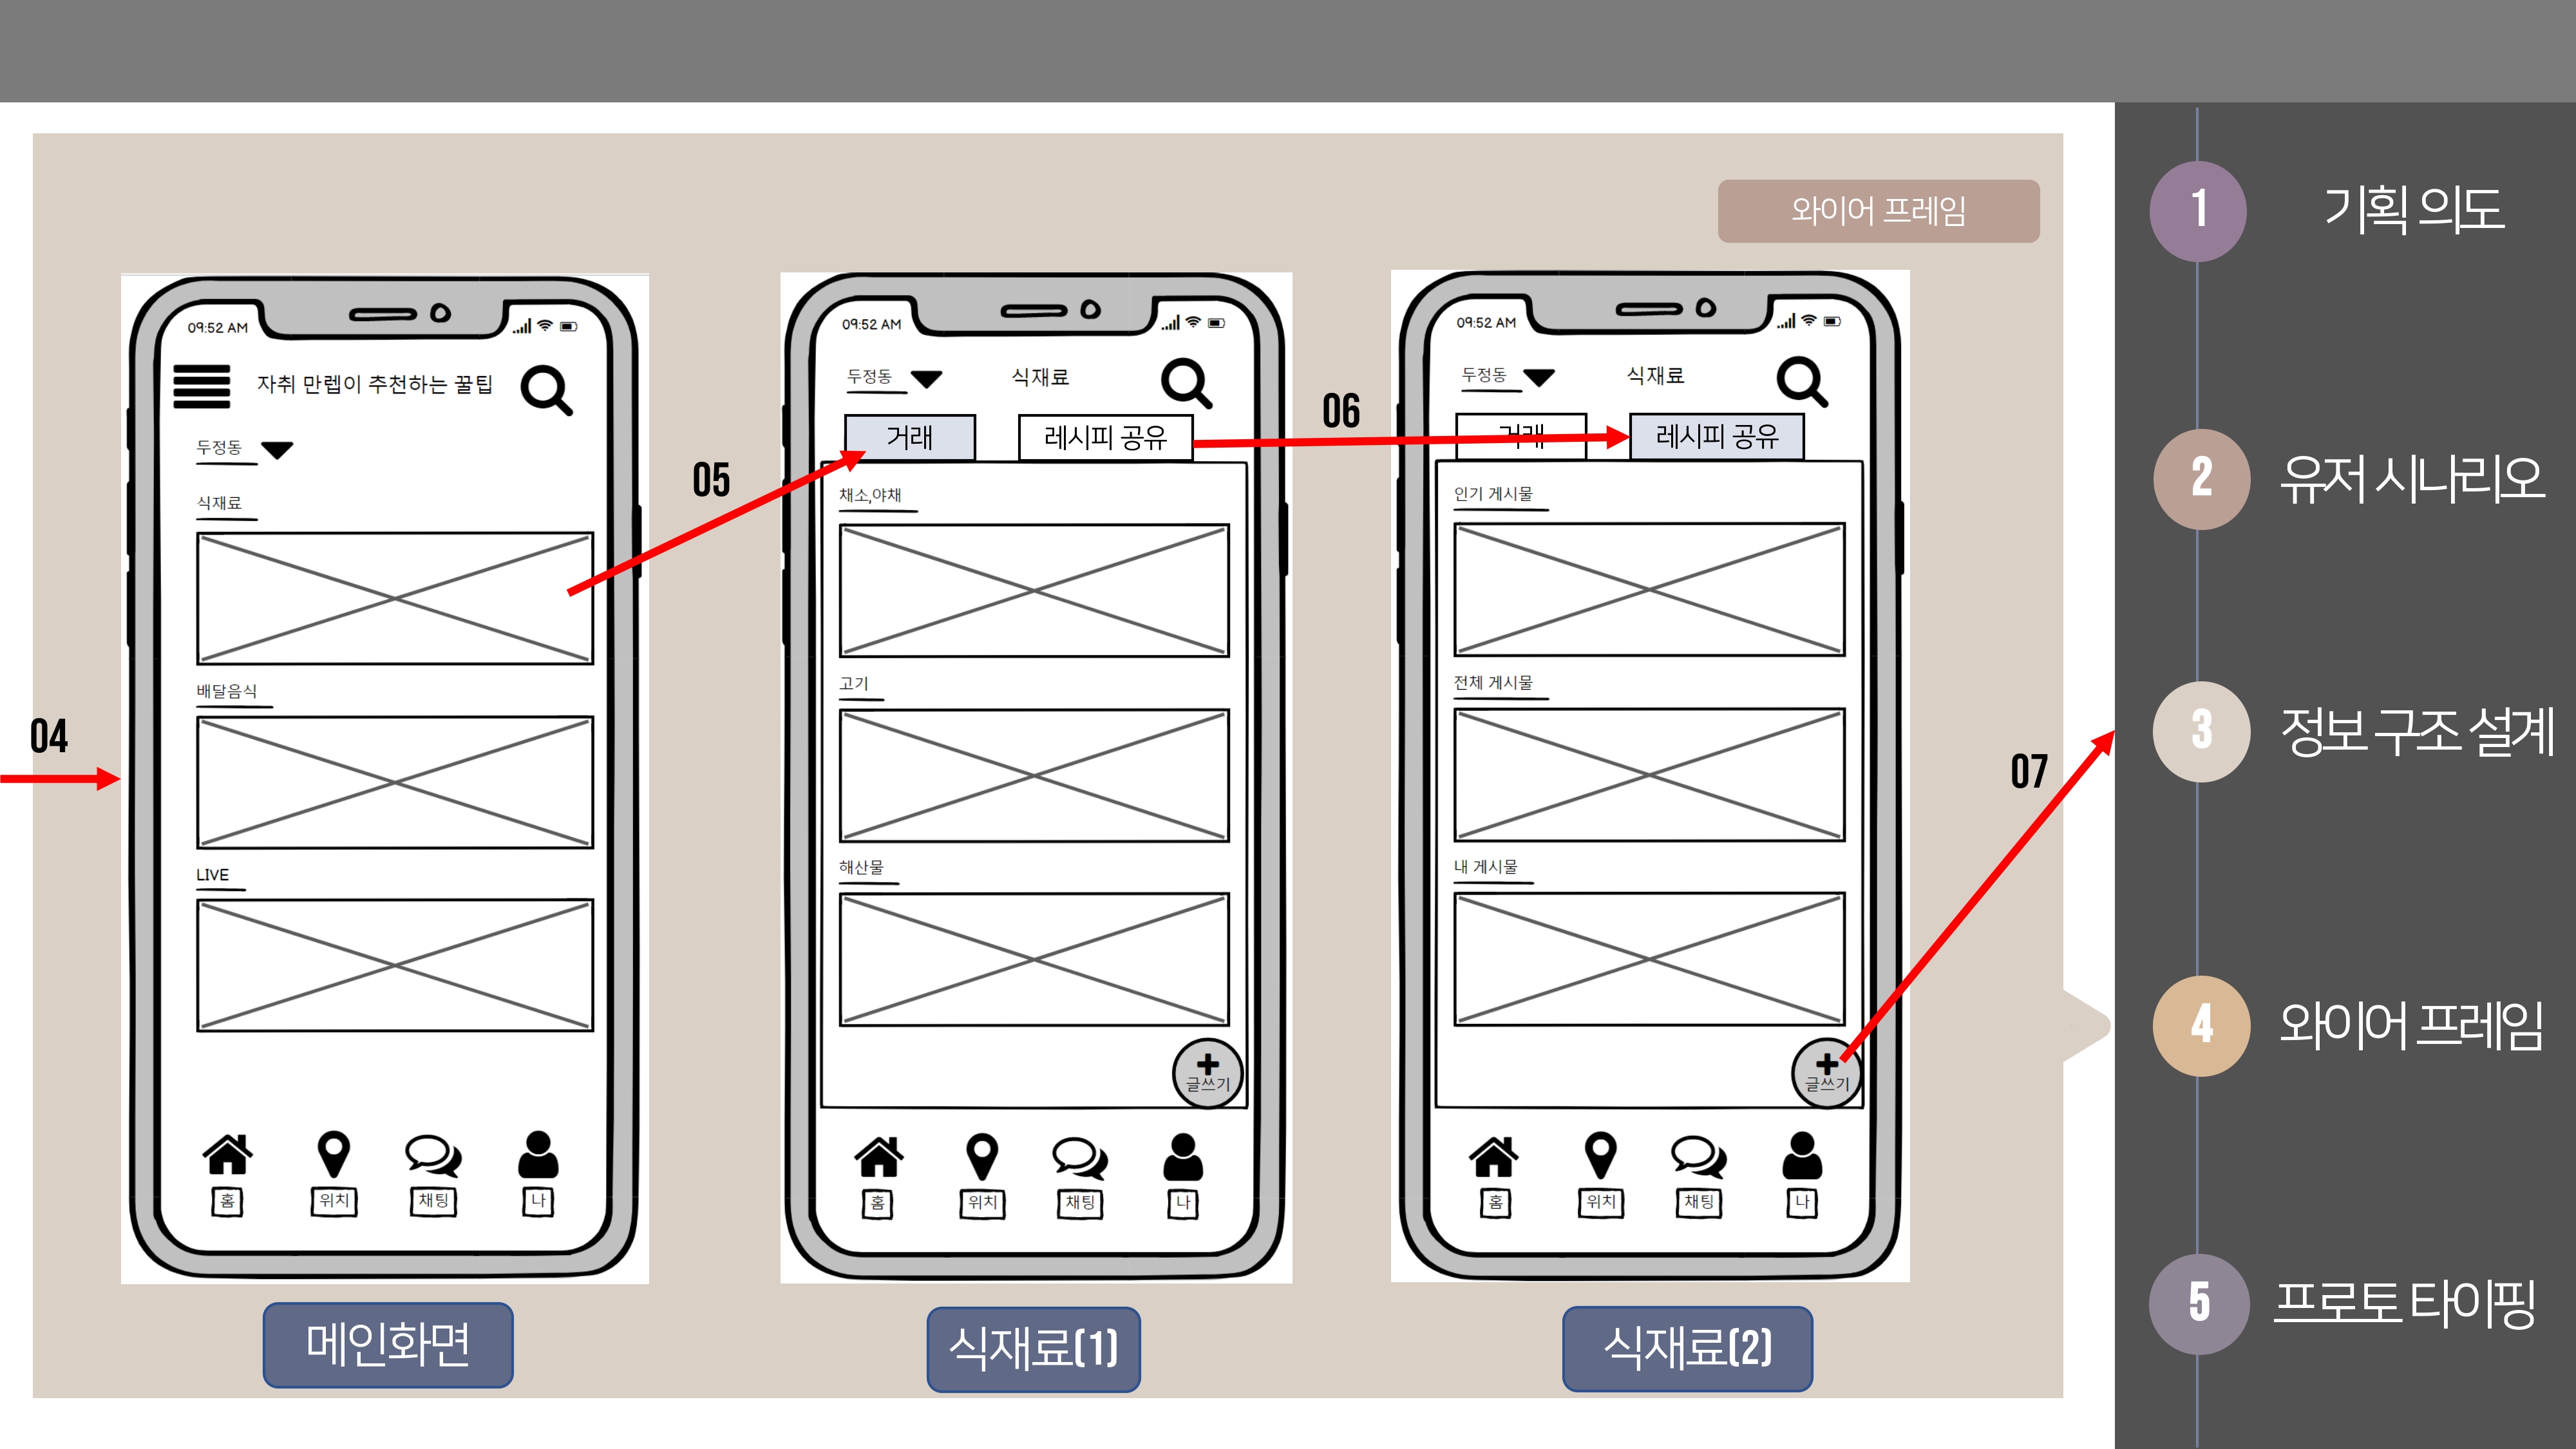 와이어 프레임
04
09:52 AM
자취 만렙이 추천하는 꿀팁
두정동
식재료
배달음식
LIVE
홈
위치
채팅
나
메인화면
05
09:52 AM
두정동
식재료
거래
레시피 공유
채소,야채
고기
해산물
글쓰기
홈
위치
채팅
나
식재료(1)
06
09:52 AM
두정동
식재료
거래
레시피 공유
인기 게시물
전체 게시물
내 게시물
글쓰기
홈
위치
채팅
나
식재료(2)
07
1 기획 의도
2 유저 시나리오
3 정보 구조 설계
4 와이어 프레임
5 프로토 타이핑